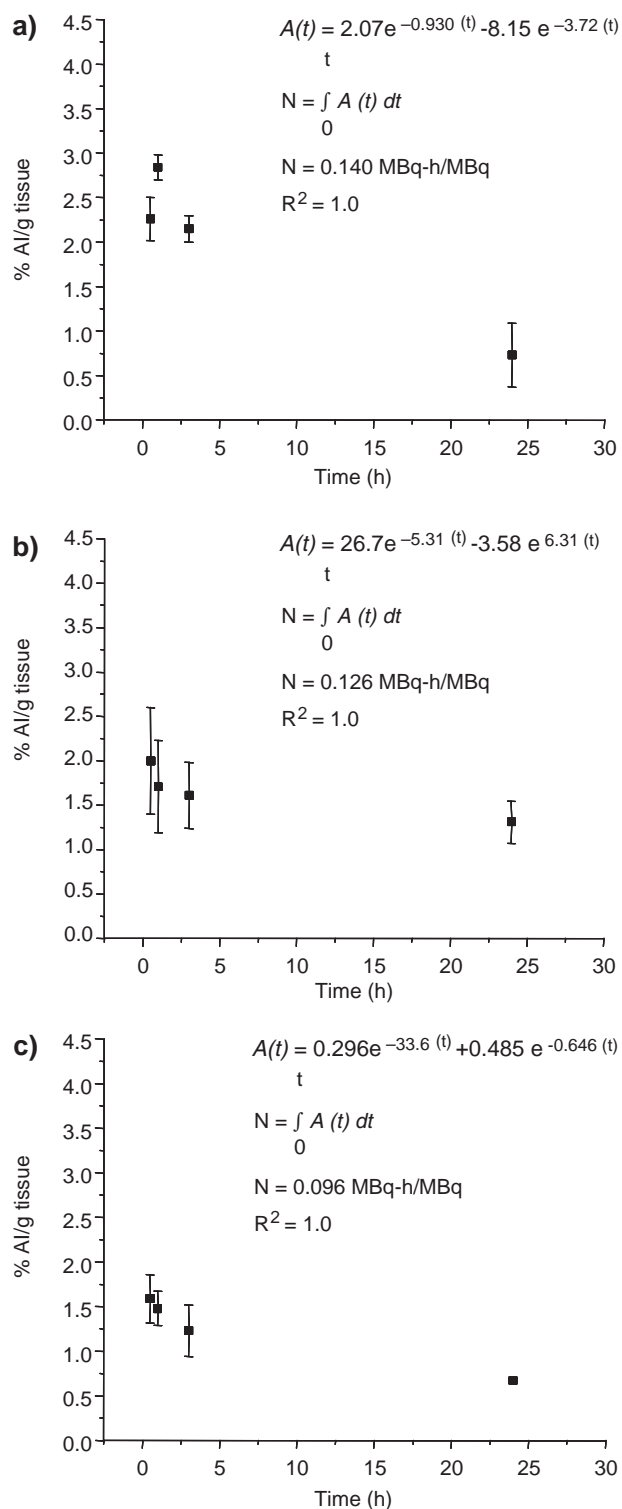 a)
A(t) = 2.07e –0.930 (t) -8.15 e –3.72 (t)
t
N = ∫ A (t) dt
0
N = 0.140 MBq-h/MBq
R2 = 1.0
% AI/g tissue
4.5
4.0
3.5
3.0
2.5
2.0
1.5
1.0
0.5
0.0
0 5 10 15 20 25 30
Time (h)
b)
A(t) = 26.7e –5.31 (t) -3.58 e 6.31 (t)
t
N = ∫ A (t) dt
0
N = 0.126 MBq-h/MBq
R2 = 1.0
% AI/g tissue
4.5
4.0
3.5
3.0
2.5
2.0
1.5
1.0
0.5
0.0
0 5 10 15 20 25 30
Time (h)
c)
A(t) = 0.296e –33.6 (t) +0.485 e -0.646 (t)
t
N = ∫ A (t) dt
0
N = 0.096 MBq-h/MBq
R2 = 1.0
% AI/g tissue
4.5
4.0
3.5
3.0
2.5
2.0
1.5
1.0
0.5
0.0
0 5 10 15 20 25 30
Time (h)